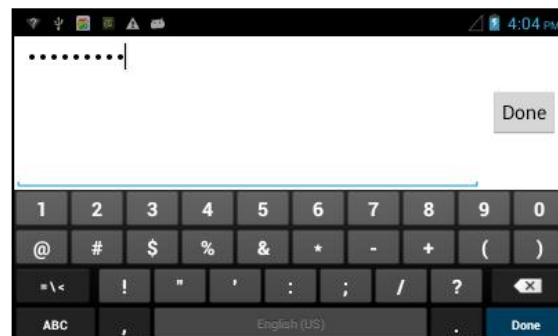 4:04 PM
•••••••••
Done
1 2 3 4 5 6 7 8 9 0
@ # $ % & * - + ( )
= \ < ! " ' : ; / ?
ABC , English (US) . Done